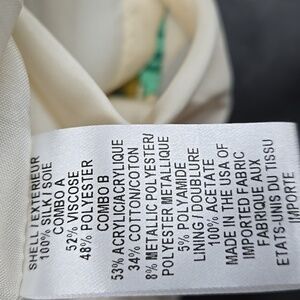 SHELL / EXTÉRIEUR
100% SILK / SOIE
COMBO A
52% VISCOSE
48% POLYESTER
COMBO B
53% ACRYLIC/ACRYLIQUE
34% COTTON/COTON
8% METALLIC POLYESTER/
POLYESTER METALLIQUE
5% POLYAMIDE
LINING / DOUBLURE
100% ACETATE
MADE IN THE USA OF
IMPORTED FABRIC
FABRIQUE AUX
ETATS-UNIS DU TISSU
IMPORTE